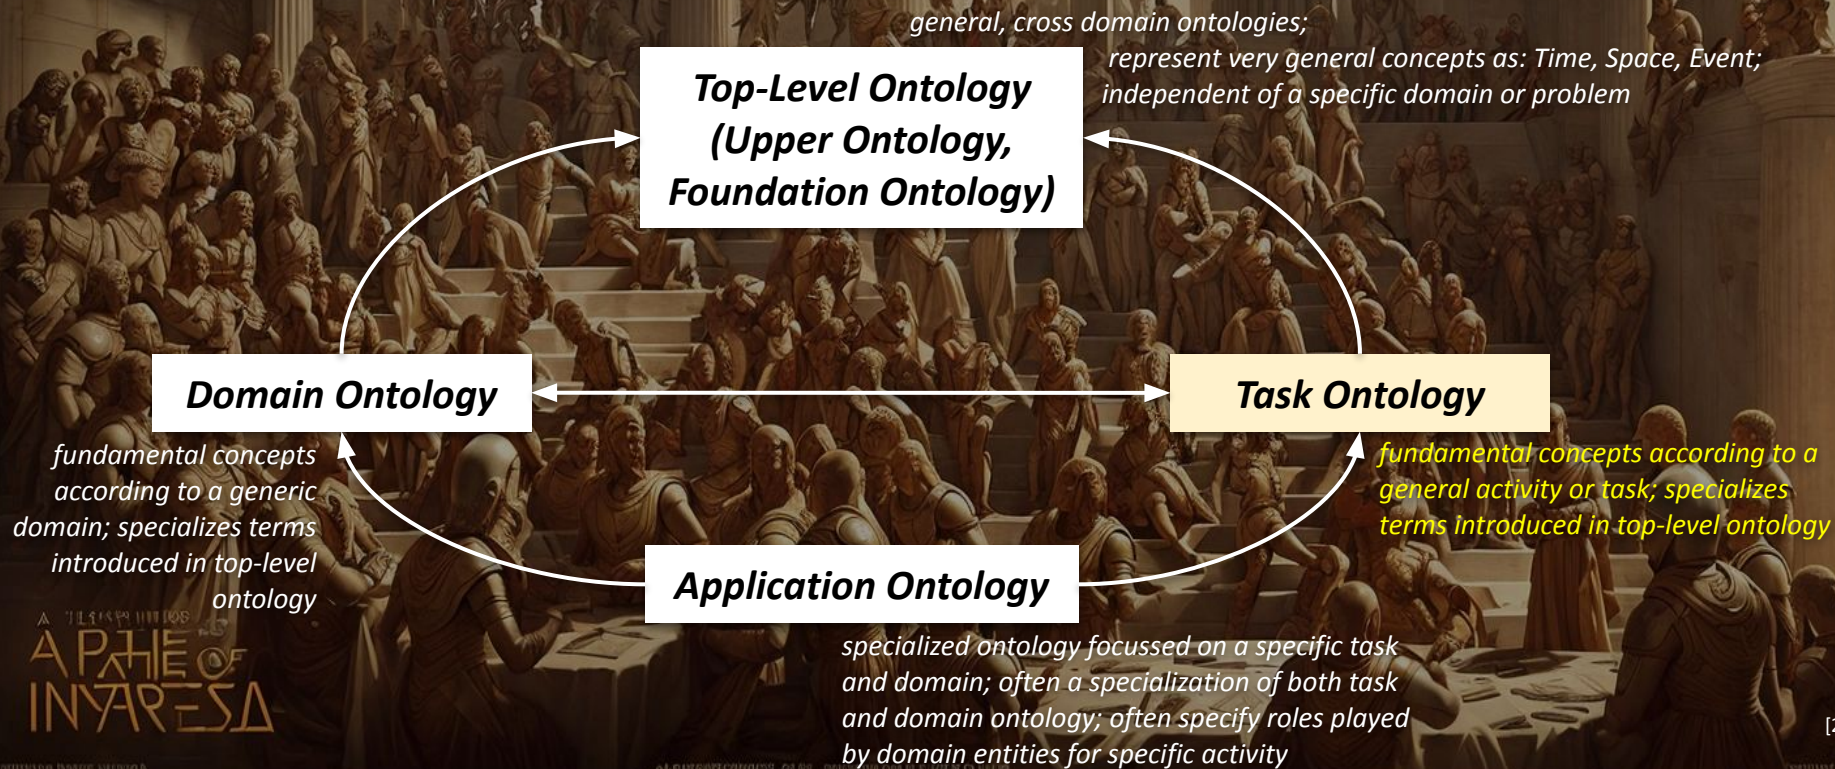 general, cross domain ontologies;
represent very general concepts as: Time, Space, Event;
independent of a specific domain or problem
Top-Level Ontology
(Upper Ontology,
Foundation Ontology)
Domain Ontology
Task Ontology
fundamental concepts
according to a generic
domain; specializes terms
introduced in top-level
ontology
fundamental concepts according to a
general activity or task; specializes
terms introduced in top-level ontology
Application Ontology
specialized ontology focussed on a specific task
and domain; often a specialization of both task
and domain ontology; often specify roles played
by domain entities for specific activity